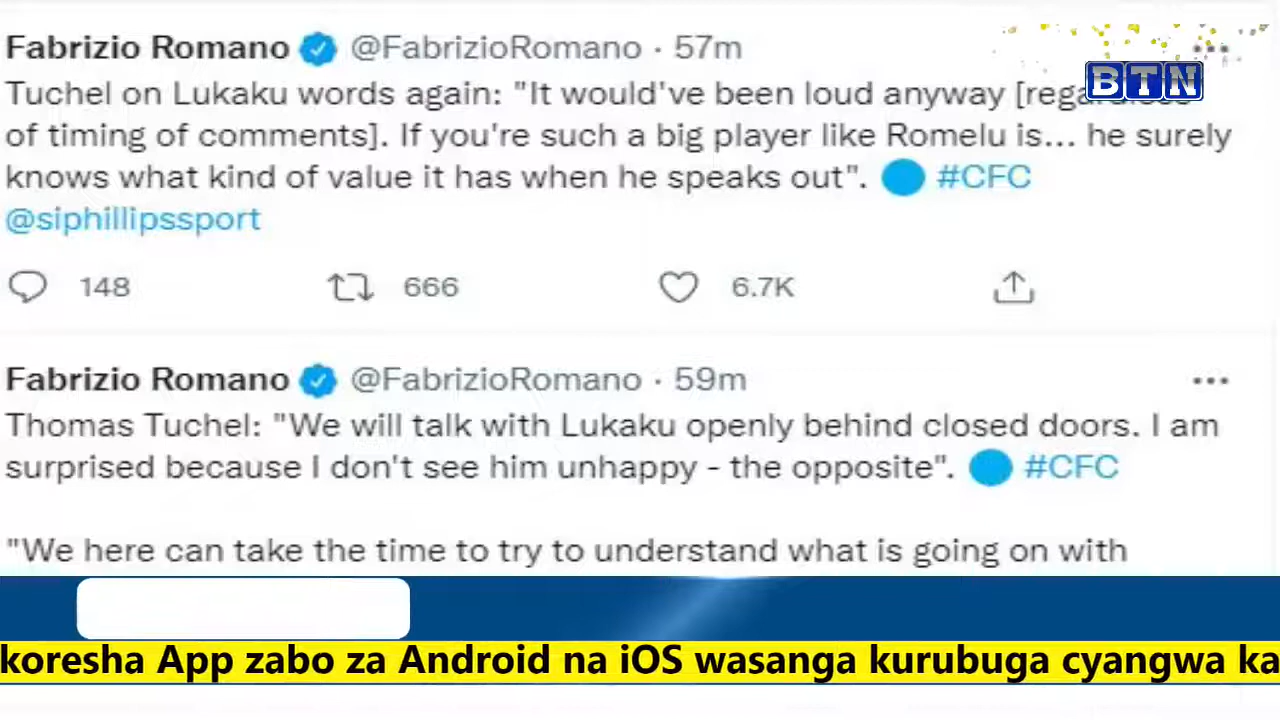 Fabrizio Romano @FabrizioRomano · 57m
BTN
Tuchel on Lukaku words again: "It would've been loud anyway [regardless
of timing of comments]. If you're such a big player like Romelu is... he surely
knows what kind of value it has when he speaks out". #CFC
@siphillipssport
148 666 6.7K
Fabrizio Romano @FabrizioRomano · 59m
Thomas Tuchel: "We will talk with Lukaku openly behind closed doors. I am
surprised because I don't see him unhappy - the opposite". #CFC
"We here can take the time to try to understand what is going on with
koresha App zabo za Android na iOS wasanga kurubuga cyangwa ka